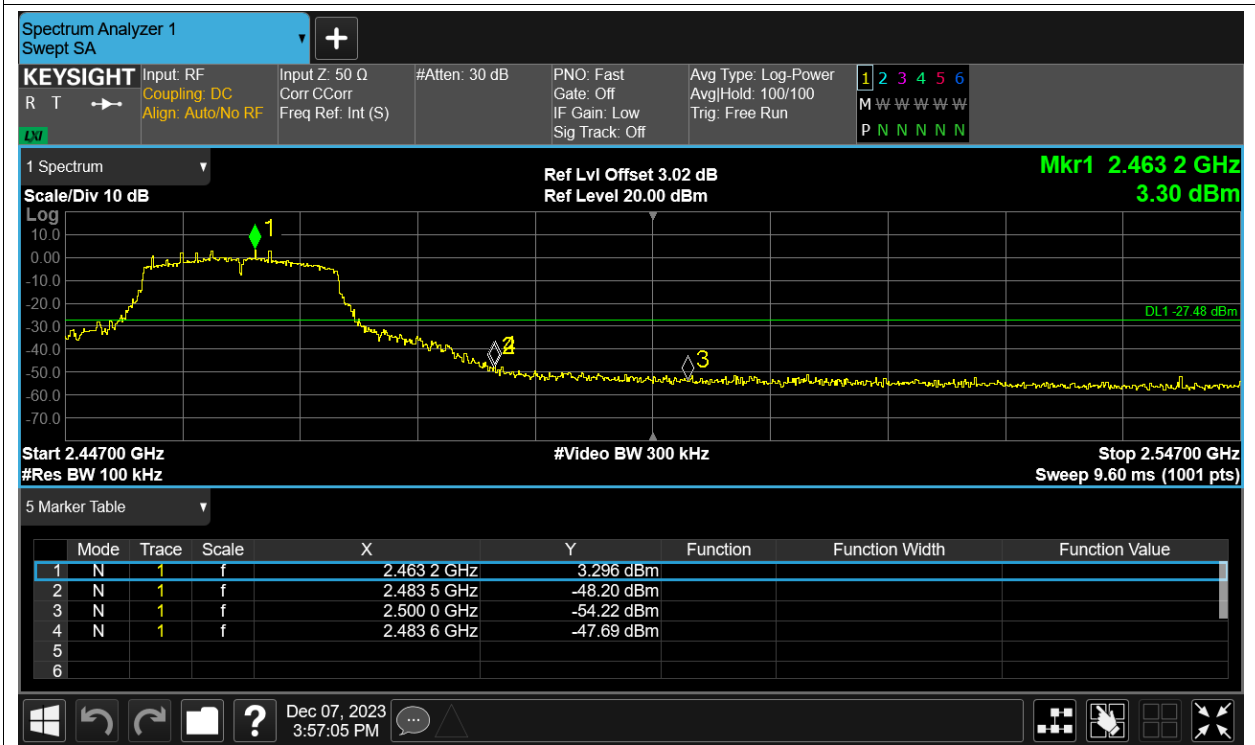 Spectrum Analyzer 1
Swept SA
KEYSIGHT
R T
LXI
Input: RF
Coupling: DC
Align: Auto/No RF
Input Z: 50 Ω
Corr CCorr
Freq Ref: Int (S)
#Atten: 30 dB
PNO: Fast
Gate: Off
IF Gain: Low
Sig Track: Off
Avg Type: Log-Power
Avg|Hold: 100/100
Trig: Free Run
1 2 3 4 5 6
M W W W W W
P N N N N N
1 Spectrum
Scale/Div 10 dB
Ref Lvl Offset 3.02 dB
Ref Level 20.00 dBm
Mkr1 2.463 2 GHz
3.30 dBm
Log
10.0
0.00
-10.0
-20.0
-30.0
-40.0
-50.0
-60.0
-70.0
1
3
DL1 -27.48 dBm
Start 2.44700 GHz
#Res BW 100 kHz
#Video BW 300 kHz
Stop 2.54700 GHz
Sweep 9.60 ms (1001 pts)
5 Marker Table
Mode Trace Scale X Y Function Function Width Function Value
1 N 1 f 2.463 2 GHz 3.296 dBm
2 N 1 f 2.483 5 GHz -48.20 dBm
3 N 1 f 2.500 0 GHz -54.22 dBm
4 N 1 f 2.483 6 GHz -47.69 dBm
5
6
?
Dec 07, 2023
3:57:05 PM